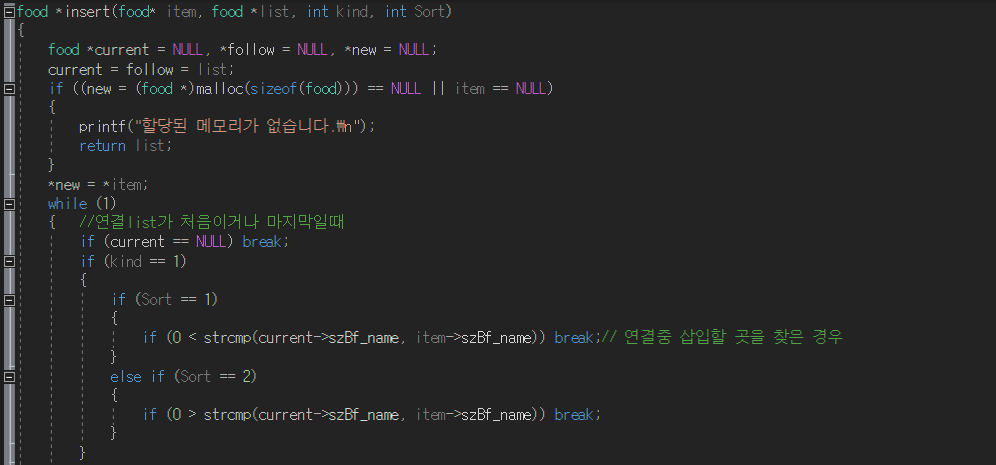 food *insert(food* item, food *list, int kind, int Sort)
{
food *current = NULL, *follow = NULL, *new = NULL;
current = follow = list;
if ((new = (food *)malloc(sizeof(food))) == NULL || item == NULL)
{
printf("할당된 메모리가 없습니다.₩n");
return list;
}
*new = *item;
while (1)
{ //연결list가 처음이거나 마지막일때
if (current == NULL) break;
if (kind == 1)
{
if (Sort == 1)
{
if (0 < strcmp(current->szBf_name, item->szBf_name)) break;// 연결중 삽입할 곳을 찾은 경우
}
else if (Sort == 2)
{
if (0 > strcmp(current->szBf_name, item->szBf_name)) break;
}
}